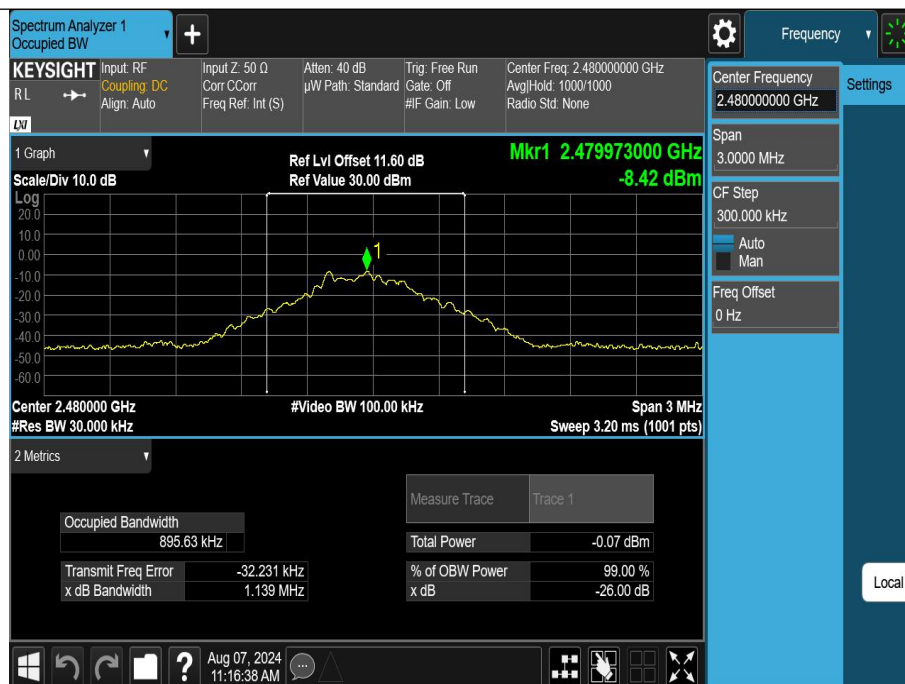 Spectrum Analyzer 1
Occupied BW
Frequency
KEYSIGHT
RL
LXI
Input: RF
Coupling: DC
Align: Auto
Input Z: 50 Ω
Corr CCorr
Freq Ref: Int (S)
Atten: 40 dB
µW Path: Standard
Trig: Free Run
Gate: Off
#IF Gain: Low
Center Freq: 2.480000000 GHz
Avg|Hold: 1000/1000
Radio Std: None
Center Frequency
2.480000000 GHz
Settings
Span
3.0000 MHz
CF Step
300.000 kHz
Auto
Man
Freq Offset
0 Hz
Local
1 Graph
Scale/Div 10.0 dB
Ref Lvl Offset 11.60 dB
Ref Value 30.00 dBm
Mkr1 2.479973000 GHz
-8.42 dBm
Log
20.0
10.0
0.00
-10.0
-20.0
-30.0
-40.0
-50.0
-60.0
1
Center 2.480000 GHz
#Res BW 30.000 kHz
#Video BW 100.00 kHz
Span 3 MHz
Sweep 3.20 ms (1001 pts)
2 Metrics
Measure Trace
Trace 1
Occupied Bandwidth
895.63 kHz
Total Power
-0.07 dBm
Transmit Freq Error
-32.231 kHz
% of OBW Power
99.00 %
x dB Bandwidth
1.139 MHz
x dB
-26.00 dB
?
Aug 07, 2024
11:16:38 AM